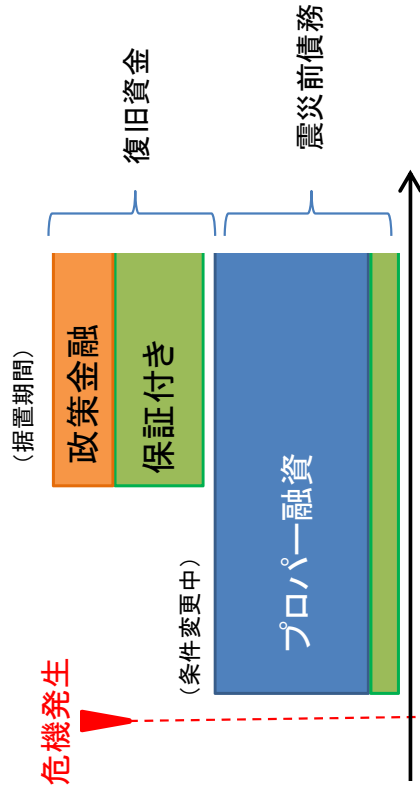 危機発生
（条件変更中）
（据置期間）
政策金融
保証付き
プロパー融資
復旧資金
震災前債務